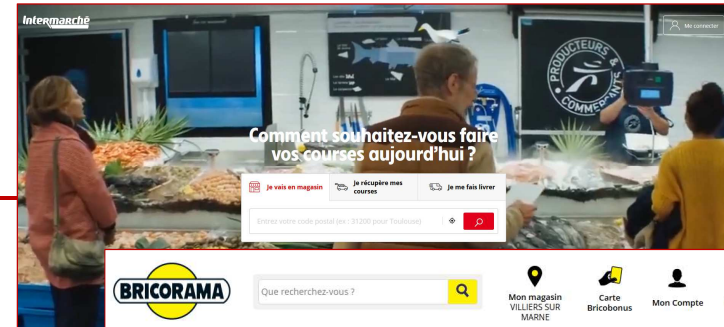 Intermarché
Me connecter
PRODUCTEURS & COMMERÇANTS
Comment souhaitez-vous faire
vos courses aujourd'hui ?
Je vais en magasin
Je récupère mes
courses
Je me fais livrer
Entrez votre code postal (ex : 31200 pour Toulouse)
BRICORAMA
Que recherchez-vous ?
Mon magasin
VILLIERS SUR
MARNE
Carte
Bricobonus
Mon Compte